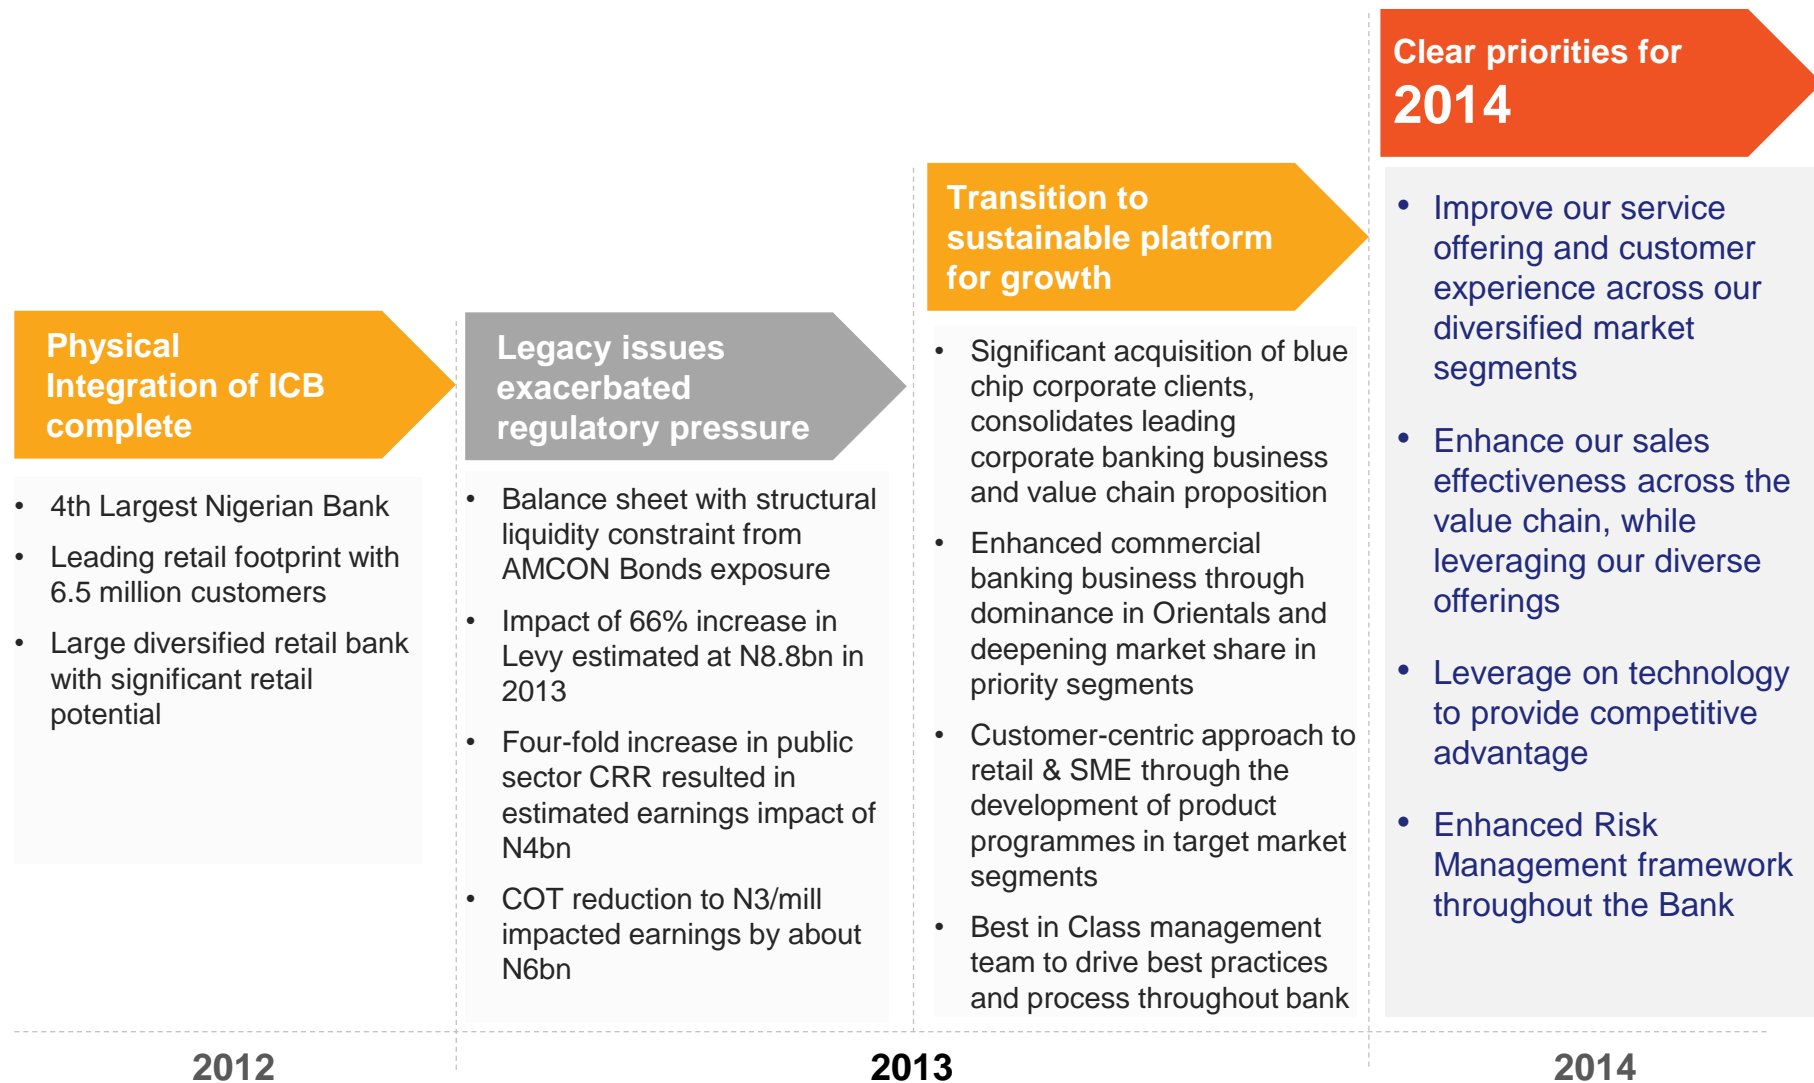 Physical
Integration of ICB
complete
• 4th Largest Nigerian Bank
• Leading retail footprint with
6.5 million customers
• Large diversified retail bank
with significant retail
potential
Legacy issues
exacerbated
regulatory pressure
• Balance sheet with structural
liquidity constraint from
AMCON Bonds exposure
• Impact of 66% increase in
Levy estimated at N8.8bn in
2013
• Four-fold increase in public
sector CRR resulted in
estimated earnings impact of
N4bn
• COT reduction to N3/mill
impacted earnings by about
N6bn
Transition to
sustainable platform
for growth
• Significant acquisition of blue
chip corporate clients,
consolidates leading
corporate banking business
and value chain proposition
• Enhanced commercial
banking business through
dominance in Orientals and
deepening market share in
priority segments
• Customer-centric approach to
retail & SME through the
development of product
programmes in target market
segments
• Best in Class management
team to drive best practices
and process throughout bank
Clear priorities for
2014
• Improve our service
offering and customer
experience across our
diversified market
segments
• Enhance our sales
effectiveness across the
value chain, while
leveraging our diverse
offerings
• Leverage on technology
to provide competitive
advantage
• Enhanced Risk
Management framework
throughout the Bank
2012
2013
2014